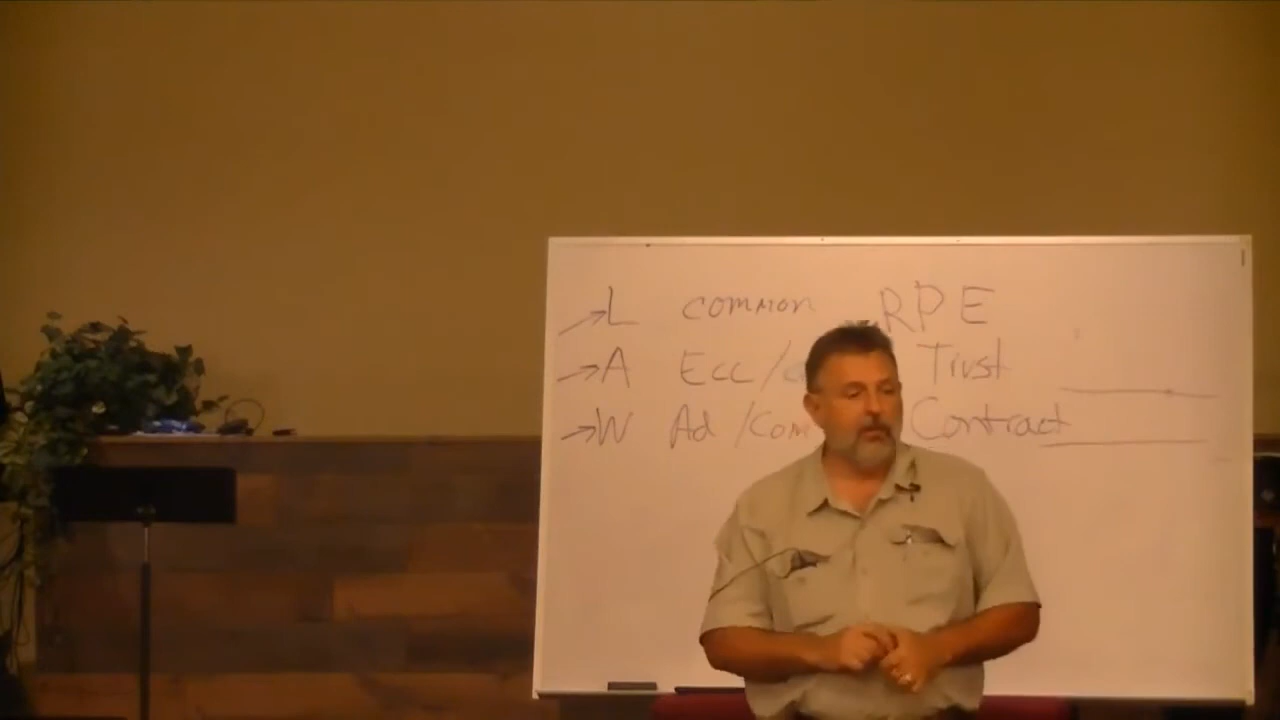 →L common RPE
→A Ecc/ Trust
→W Ad/Com Contract